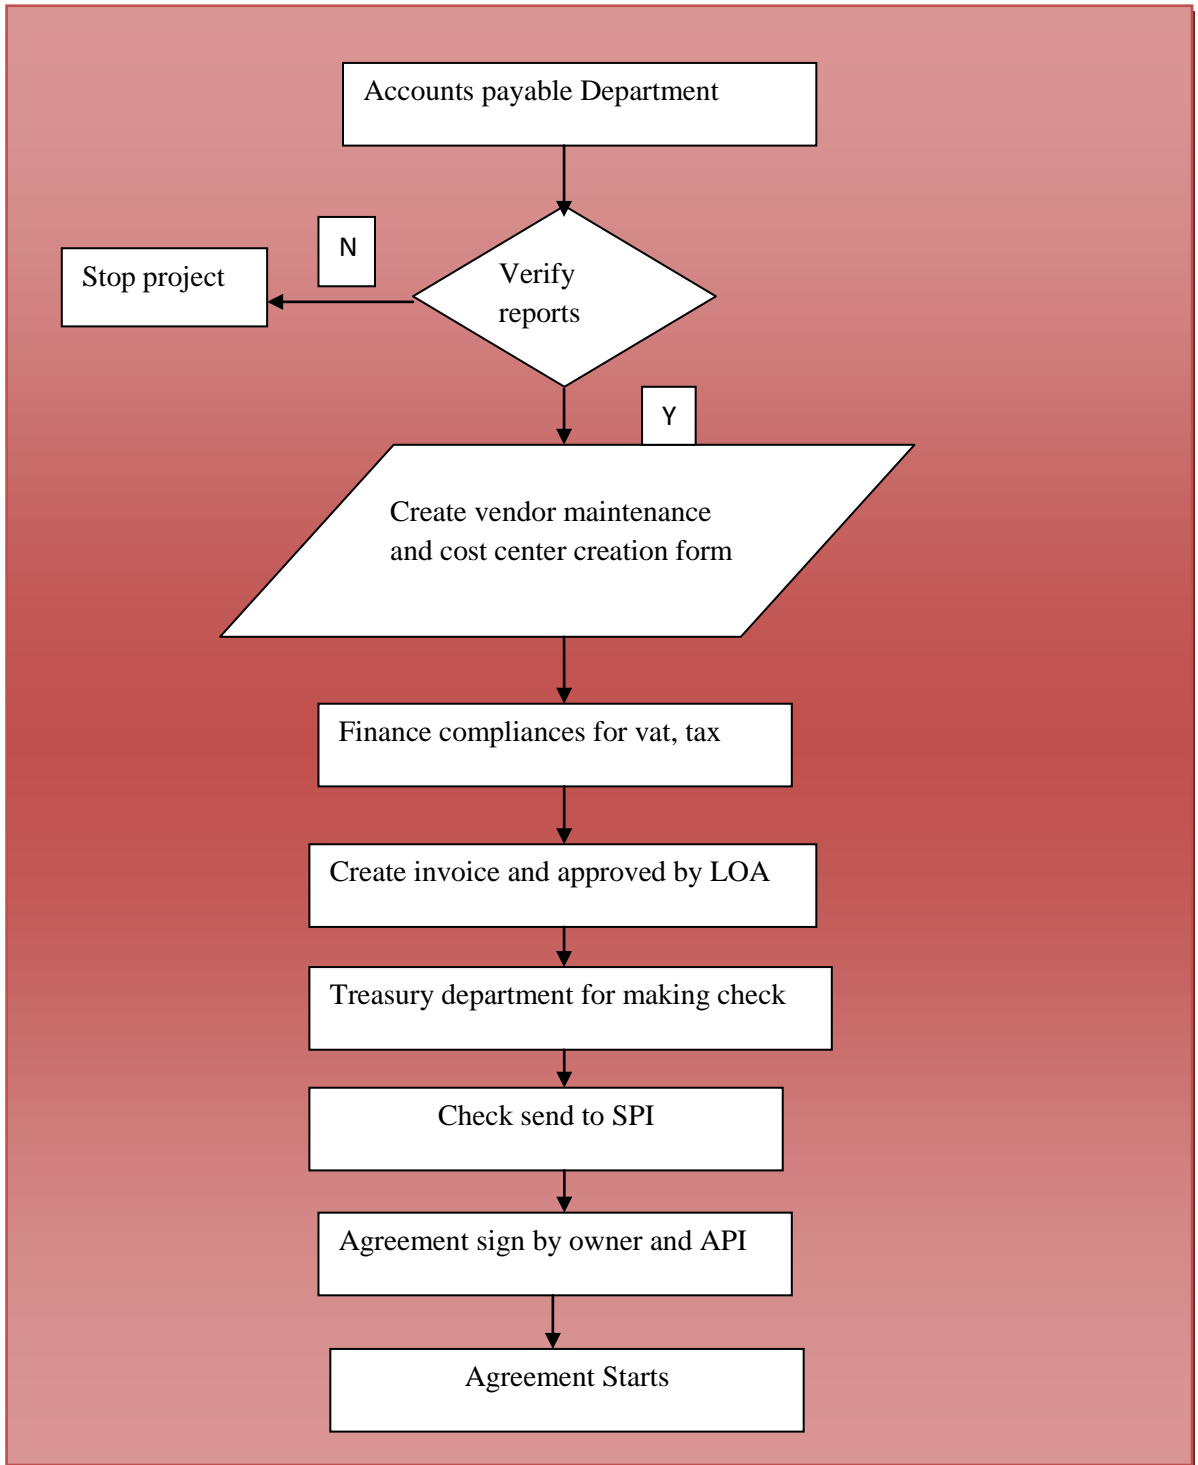 Accounts payable Department
N
Stop project
Verify
reports
Y
Create vendor maintenance
and cost center creation form
Finance compliances for vat, tax
Create invoice and approved by LOA
Treasury department for making check
Check send to SPI
Agreement sign by owner and API
Agreement Starts